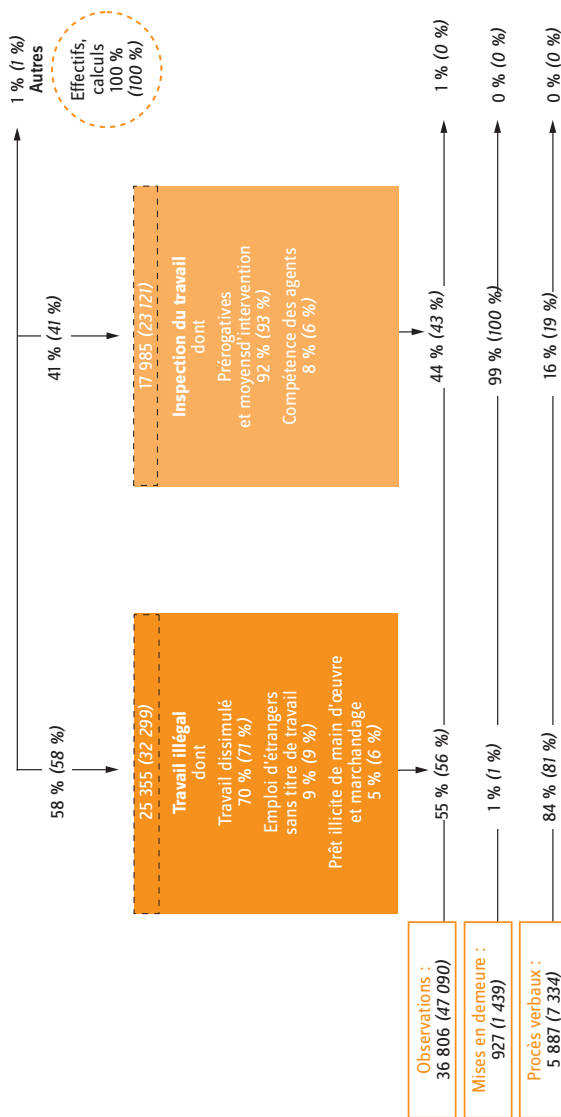 1 % (1 %)
Autres
Effectifs,
calculs
100 %
(100 %)
58 % (58 %)
41 % (41 %)
25 355 (32 299)
Travail illégal
dont
Travail dissimulé
70 % (71 %)
Emploi d'étrangers
sans titre de travail
9 % (9 %)
Prêt illicite de main d'œuvre
et marchandage
5 % (6 %)
17 985 (23 121)
Inspection du travail
dont
Prérogatives
et moyensd'intervention
92 % (93 %)
Compétence des agents
8 % (6 %)
Observations :
36 806 (47 090)
55 % (56 %)
44 % (43 %)
1 % (0 %)
Mises en demeure :
927 (1 439)
1 % (1 %)
99 % (100 %)
0 % (0 %)
Procès verbaux :
5 887 (7 334)
84 % (81 %)
16 % (19 %)
0 % (0 %)